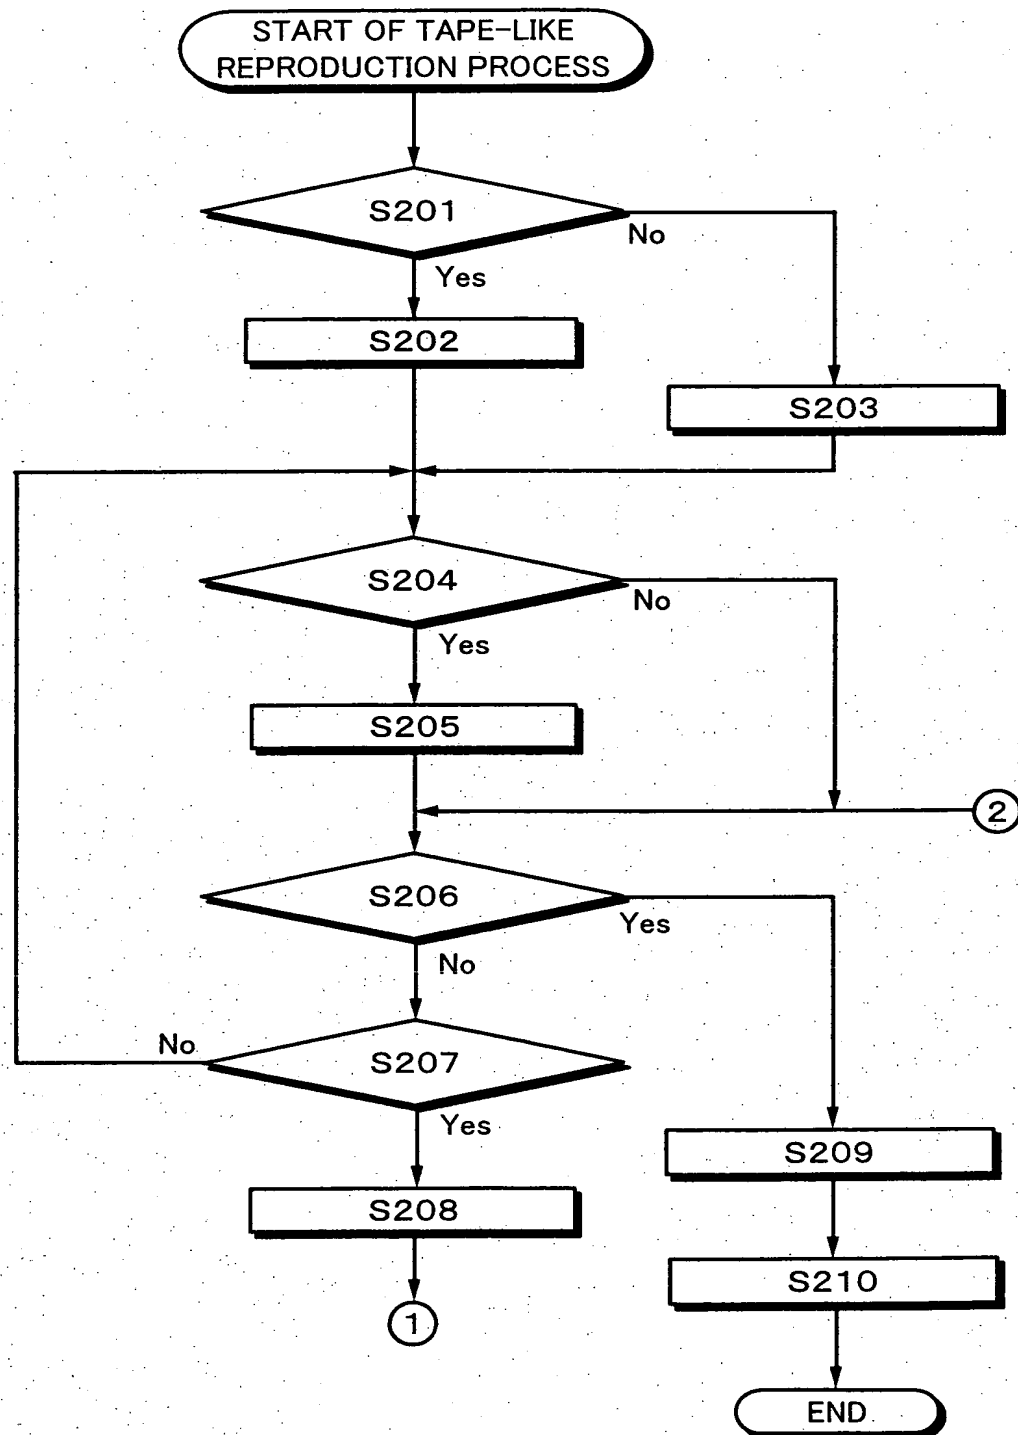 START OF TAPE-LIKE
REPRODUCTION PROCESS
S201
No
Yes
S202
S203
S204
No
Yes
S205
2
S206
Yes
No
No
S207
Yes
S209
S208
S210
1
END